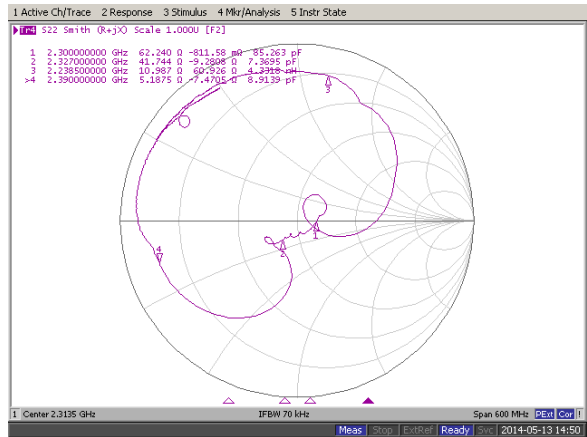 1 Active Ch/Trace 2 Response 3 Stimulus 4 Mkr/Analysis 5 Instr State
Tr4 S22 Smith (R+jX) Scale 1.000U [F2]
1 2.300000000 GHz 62.240 Ω -811.58 mΩ 85.263 pF
2 2.327000000 GHz 41.744 Ω -9.2808 Ω 7.3695 pF
3 2.238500000 GHz 10.987 Ω 60.926 Ω 4.3318 nH
>4 2.390000000 GHz 5.1875 Ω -7.4705 Ω 8.9139 pF
3
1
2
4
1 Center 2.3135 GHz IFBW 70 kHz Span 600 MHz PExt Cor !
Meas Stop ExtRef Ready Svc 2014-05-13 14:50